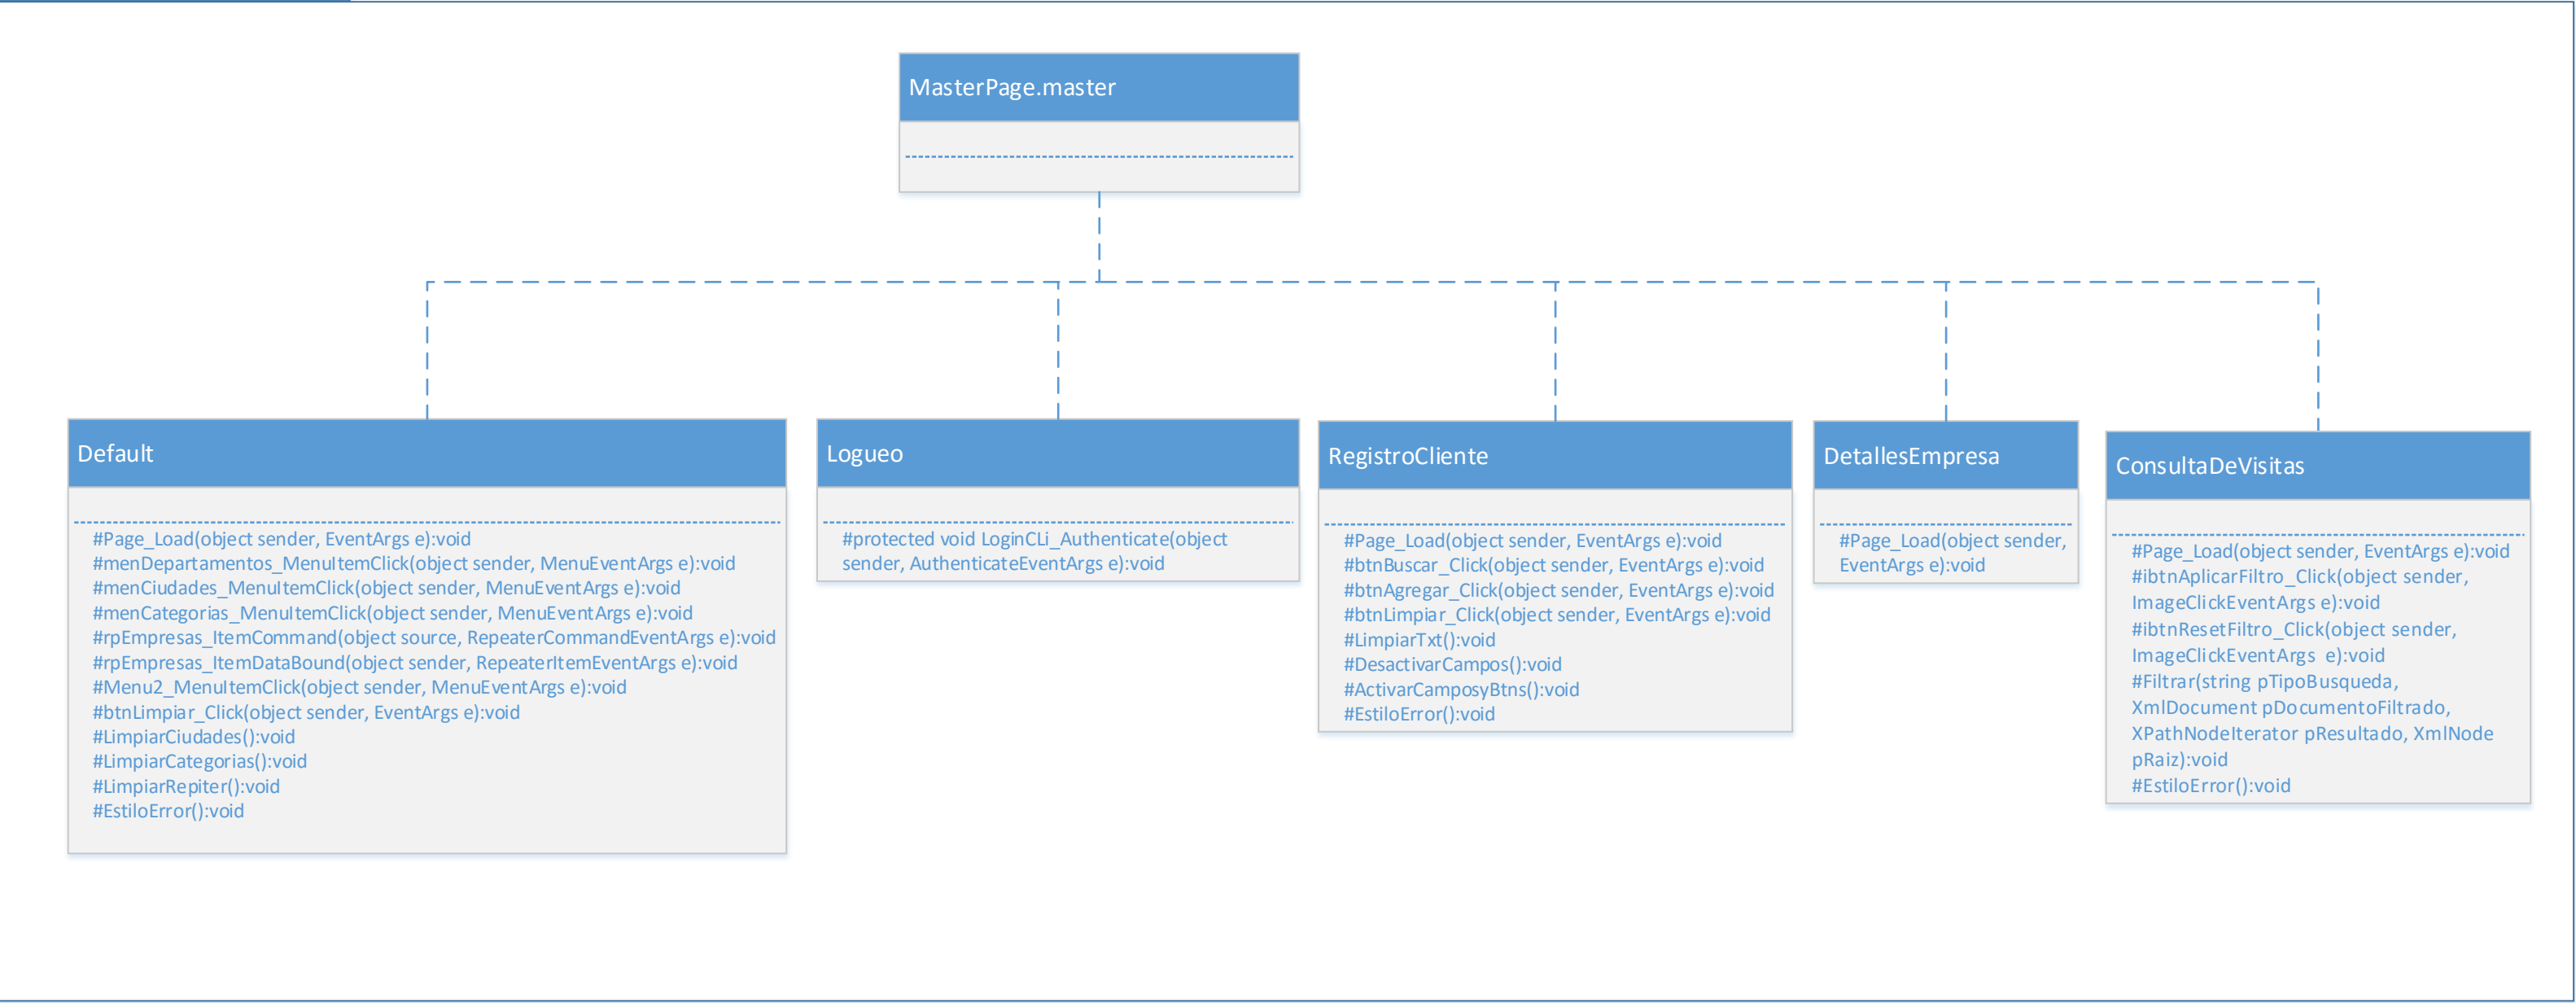 MasterPage.master
Default
#Page_Load(object sender, EventArgs e):void
#menDepartamentos_MenuItemClick(object sender, MenuEventArgs e):void
#menCiudades_MenuItemClick(object sender, MenuEventArgs e):void
#menCategorias_MenuItemClick(object sender, MenuEventArgs e):void
#rpEmpresas_ItemCommand(object source, RepeaterCommandEventArgs e):void
#rpEmpresas_ItemDataBound(object sender, RepeaterItemEventArgs e):void
#Menu2_MenuItemClick(object sender, MenuEventArgs e):void
#btnLimpiar_Click(object sender, EventArgs e):void
#LimpiarCiudades():void
#LimpiarCategorias():void
#LimpiarRepiter():void
#EstiloError():void
Logueo
#protected void LoginCLi_Authenticate(object
sender, AuthenticateEventArgs e):void
RegistroCliente
#Page_Load(object sender, EventArgs e):void
#btnBuscar_Click(object sender, EventArgs e):void
#btnAgregar_Click(object sender, EventArgs e):void
#btnLimpiar_Click(object sender, EventArgs e):void
#LimpiarTxt():void
#DesactivarCampos():void
#ActivarCamposyBtns():void
#EstiloError():void
DetallesEmpresa
#Page_Load(object sender,
EventArgs e):void
ConsultaDeVisitas
#Page_Load(object sender, EventArgs e):void
#ibtnAplicarFiltro_Click(object sender,
ImageClickEventArgs e):void
#ibtnResetFiltro_Click(object sender,
ImageClickEventArgs e):void
#Filtrar(string pTipoBusqueda,
XmlDocument pDocumentoFiltrado,
XPathNodeIterator pResultado, XmlNode
pRaiz):void
#EstiloError():void